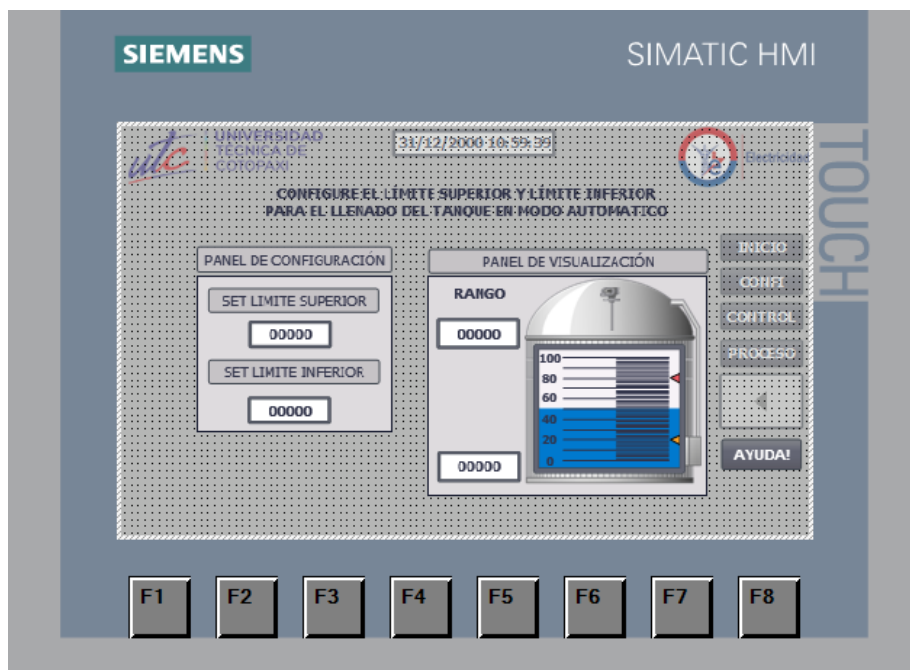 SIEMENS
SIMATIC HMI
TOUCH
utc
UNIVERSIDAD
TÉCNICA DE
COTOPAXI
31/12/2000 10:59:39
Electricidad
CONFIGURE EL LÍMITE SUPERIOR Y LÍMITE INFERIOR
PARA EL LLENADO DEL TANQUE EN MODO AUTOMATICO
PANEL DE CONFIGURACIÓN
SET LIMITE SUPERIOR
00000
SET LIMITE INFERIOR
00000
PANEL DE VISUALIZACIÓN
RANGO
00000
00000
100
80
60
40
20
0
INICIO
CONFI
CONTROL
PROCESO
AYUDA!
F1
F2
F3
F4
F5
F6
F7
F8